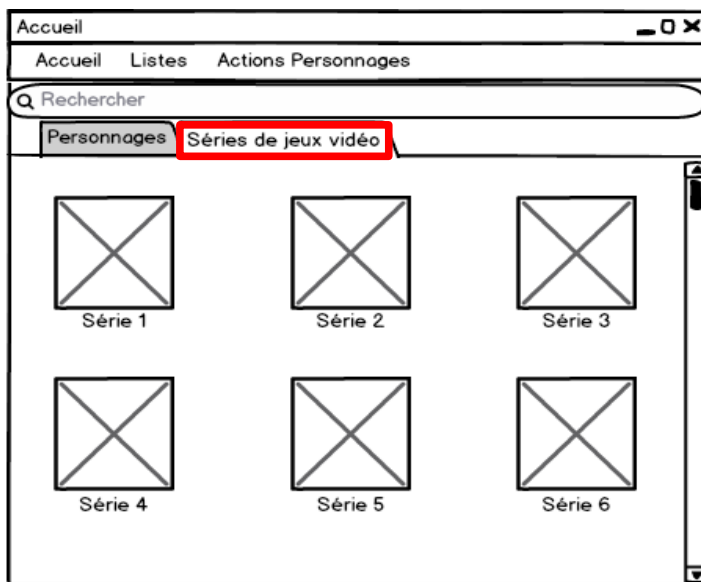 Accueil
Accueil Listes Actions Personnages
Rechercher
Personnages Séries de jeux vidéo
Série 1 Série 2 Série 3
Série 4 Série 5 Série 6